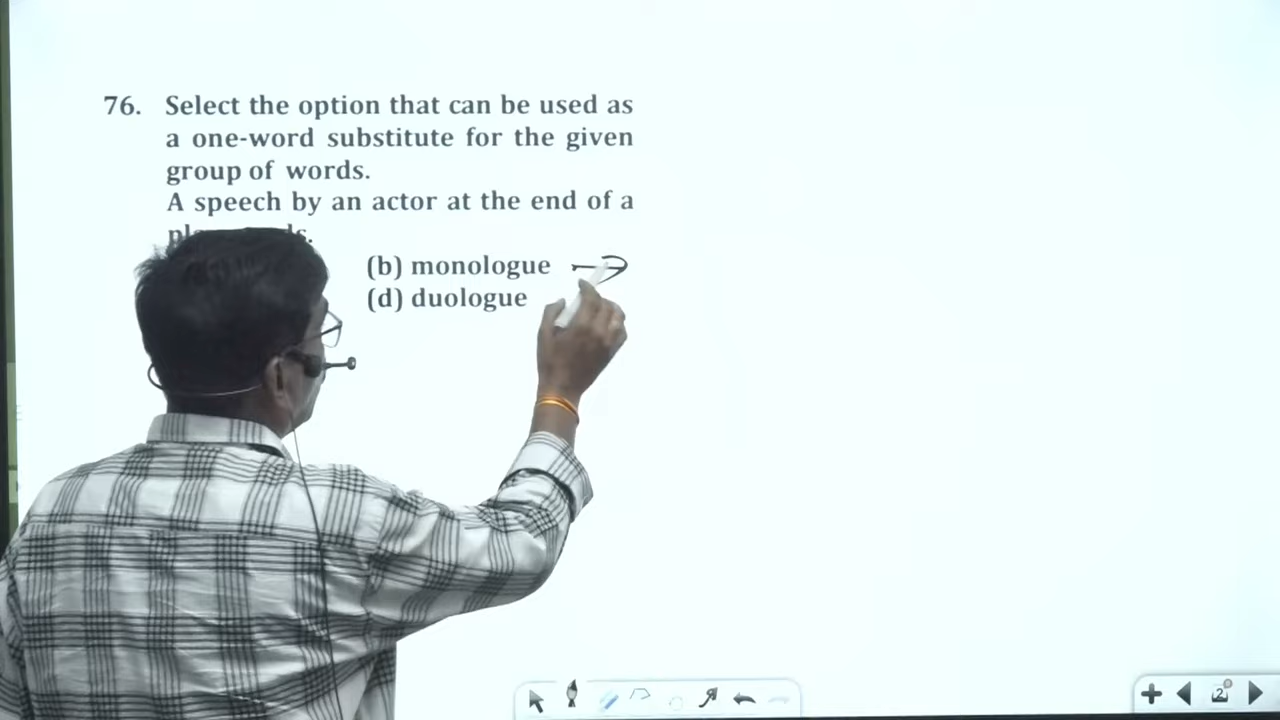 76. Select the option that can be used as
a one-word substitute for the given
group of words.
A speech by an actor at the end of a
(b) monologue
(d) duologue
2